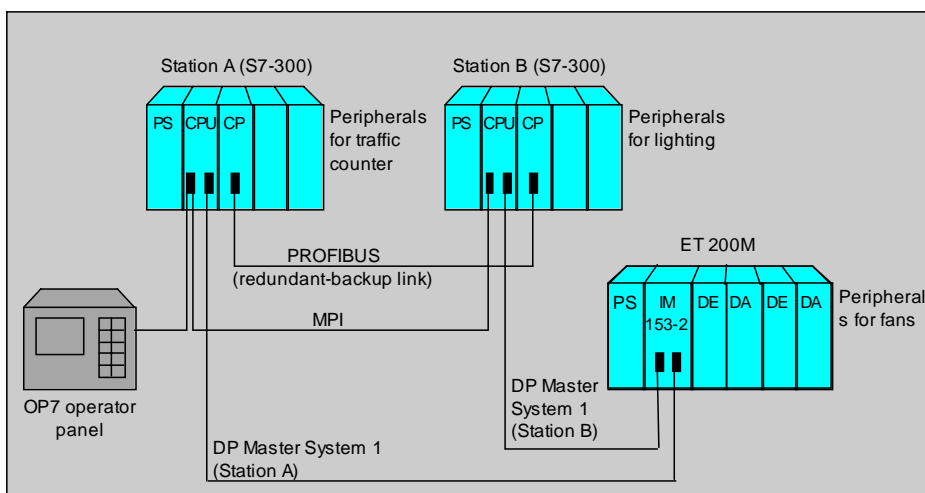 Station A (S7-300)
Station B (S7-300)
PS CPU CP
Peripherals
for traffic
counter
PS CPU CP
Peripherals
for lighting
PROFIBUS
(redundant-backup link)
MPI
ET 200M
PS IM
153-2
DE DA DE DA
Peripheral
s for fans
OP7 operator
panel
DP Master
System 1
(Station B)
DP Master System 1
(Station A)